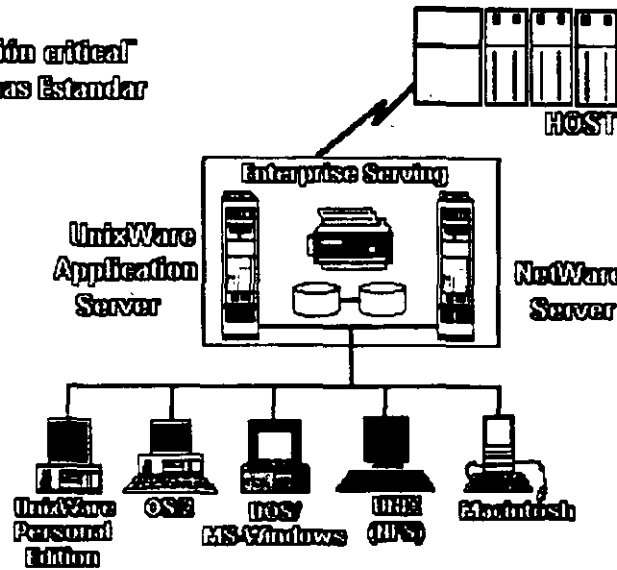 ión critical"
as Estandar
HOST
Enterprise Serving
UnixWare
Application
Server
NetWare
Server
UnixWare
Personal
Edition
OS/2
DOS/
MS-Windows
UNIX
(NFS)
Macintosh